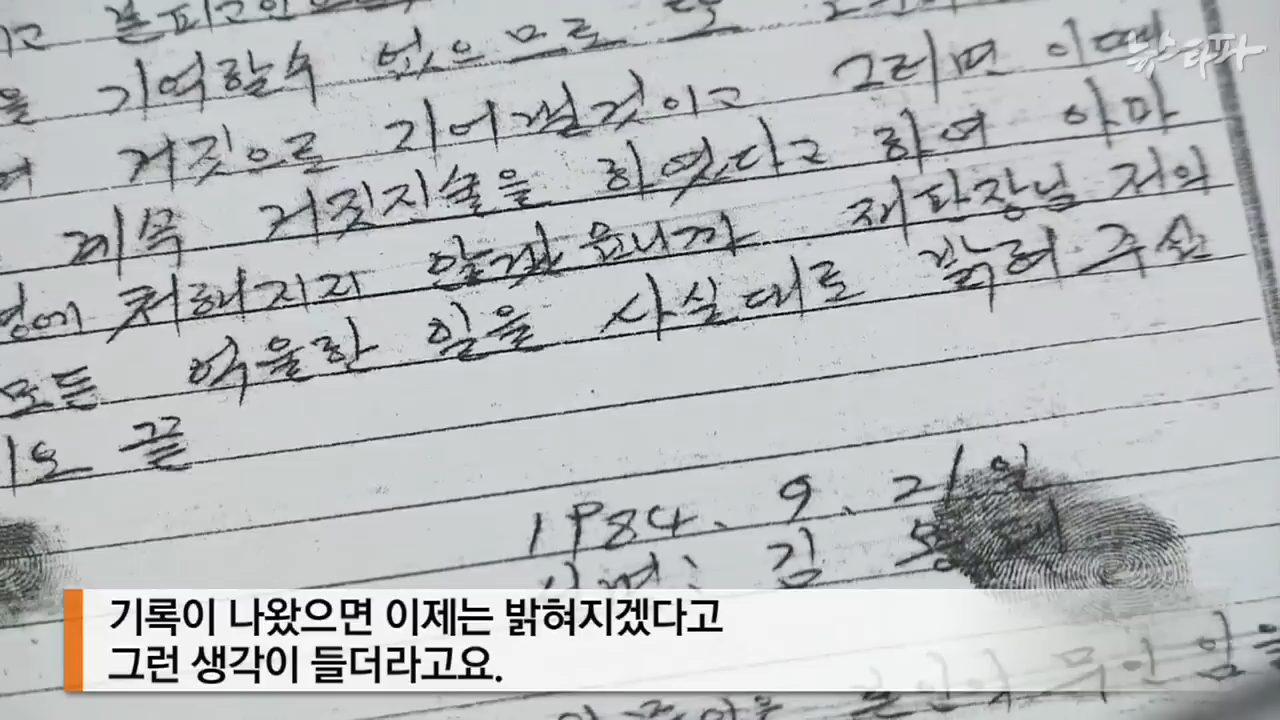 뉴스타파
기억할수 없으므로 또
거짓으로 지어낼것이고 그러면 이때
계속 거짓진술을 하였다고 하여 아마
처해지지 않겠읍니까 재판장님 저의
모든 억울한 일을 사실대로 밝혀 주십
시오 끝
1984. 9. 21일
김
기록이 나왔으면 이제는 밝혀지겠다고
그런 생각이 들더라고요.